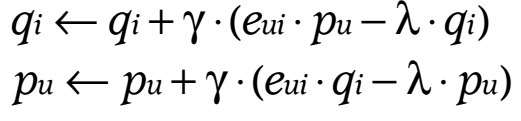 qi ← qi + γ · (eui · pu − λ · qi)
pu ← pu + γ · (eui · qi − λ · pu)